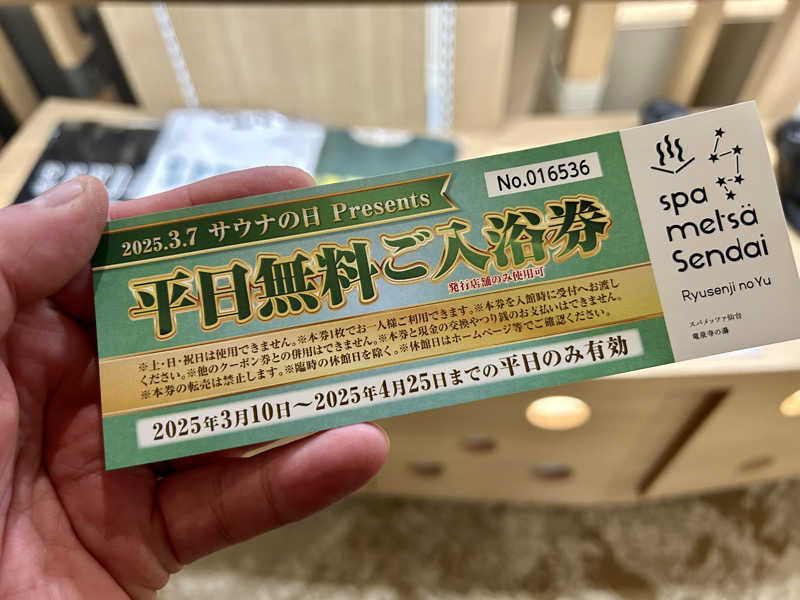 2025.3.7 サウナの日 Presents
No.016536
平日無料ご入浴券
発行店舗のみ使用可
※土・日・祝日は使用できません。※本券1枚でお一人様ご利用できます。※本券を入館時に受付へお渡し
ください。※他のクーポン券との併用はできません。※本券と現金の交換やつり銭のお支払いはできません。
※本券の転売は禁止します。※臨時の休館日を除く。※休館日はホームページ等でご確認ください。
2025年3月10日～2025年4月25日までの平日のみ有効
spa
metsä
Sendai
Ryusenji no Yu
スパメッツァ仙台
竜泉寺の湯